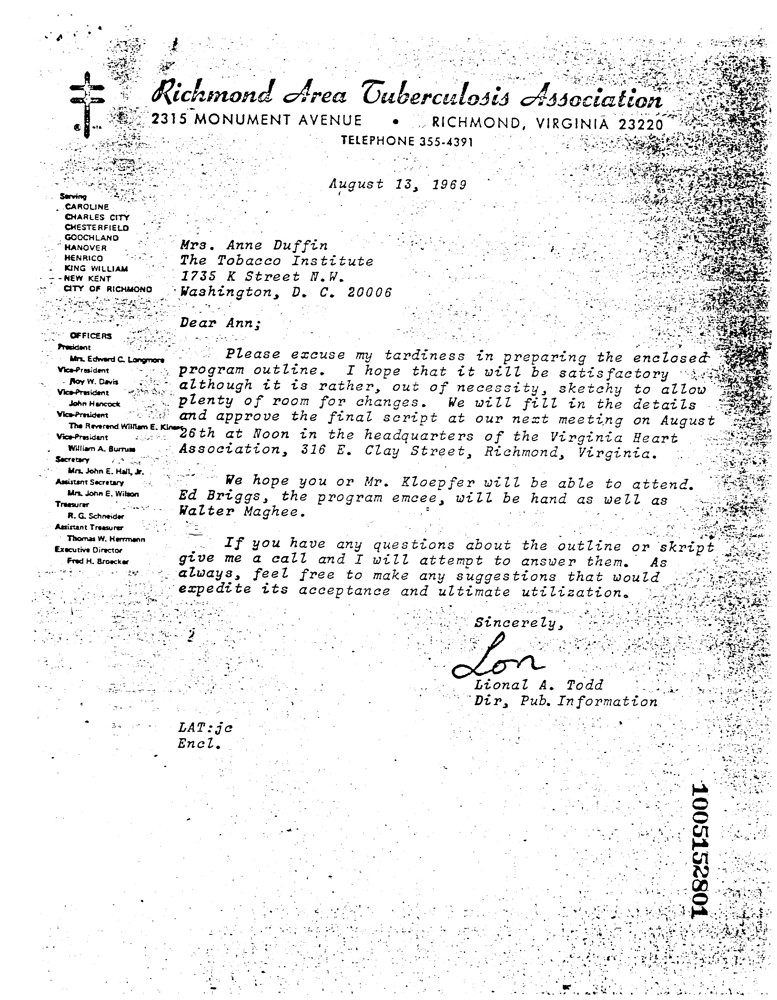 Richmond Area Tuberculosis Association
2315 MONUMENT AVENUE • RICHMOND, VIRGINIA 23220
TELEPHONE 355-4391
August 13, 1969
Serving
CAROLINE
CHARLES CITY
CHESTERFIELD
GOOCHLAND
HANOVER
HENRICO
KING WILLIAM
NEW KENT
CITY OF RICHMOND
OFFICERS
President
Mrs. Edward C. Longmore
Vice-President
Roy W. Davis
Vice-President
John Hancock
Vice-President
The Reverend William E.
Vice-President
William A. Burruss
Secretary
Mrs. John E. Hall, Jr.
Assistant Secretary
Mrs. John E. Wilson
Treasurer
R. G. Schneider
Assistant Treasurer
Thomas W. Herrmann
Executive Director
Fred H. Broecker
Mrs. Anne Duffin
The Tobacco Institute
1735 K Street N.W.
Washington, D. C. 20006
Dear Ann;
Please excuse my tardiness in preparing the enclosed
program outline. I hope that it will be satisfactory
although it is rather, out of necessity, sketchy to allow
plenty of room for changes. We will fill in the details
and approve the final script at our next meeting on August
26th at Noon in the headquarters of the Virginia Heart
Association, 316 E. Clay Street, Richmond, Virginia.
We hope you or Mr. Kloepfer will be able to attend.
Ed Briggs, the program emcee, will be hand as well as
Walter Maghee.
If you have any questions about the outline or skript
give me a call and I will attempt to answer them. As
always, feel free to make any suggestions that would
expedite its acceptance and ultimate utilization.
Sincerely,
Lon
Lional A. Todd
Dir, Pub. Information
LAT:jc
Encl.
1005152801